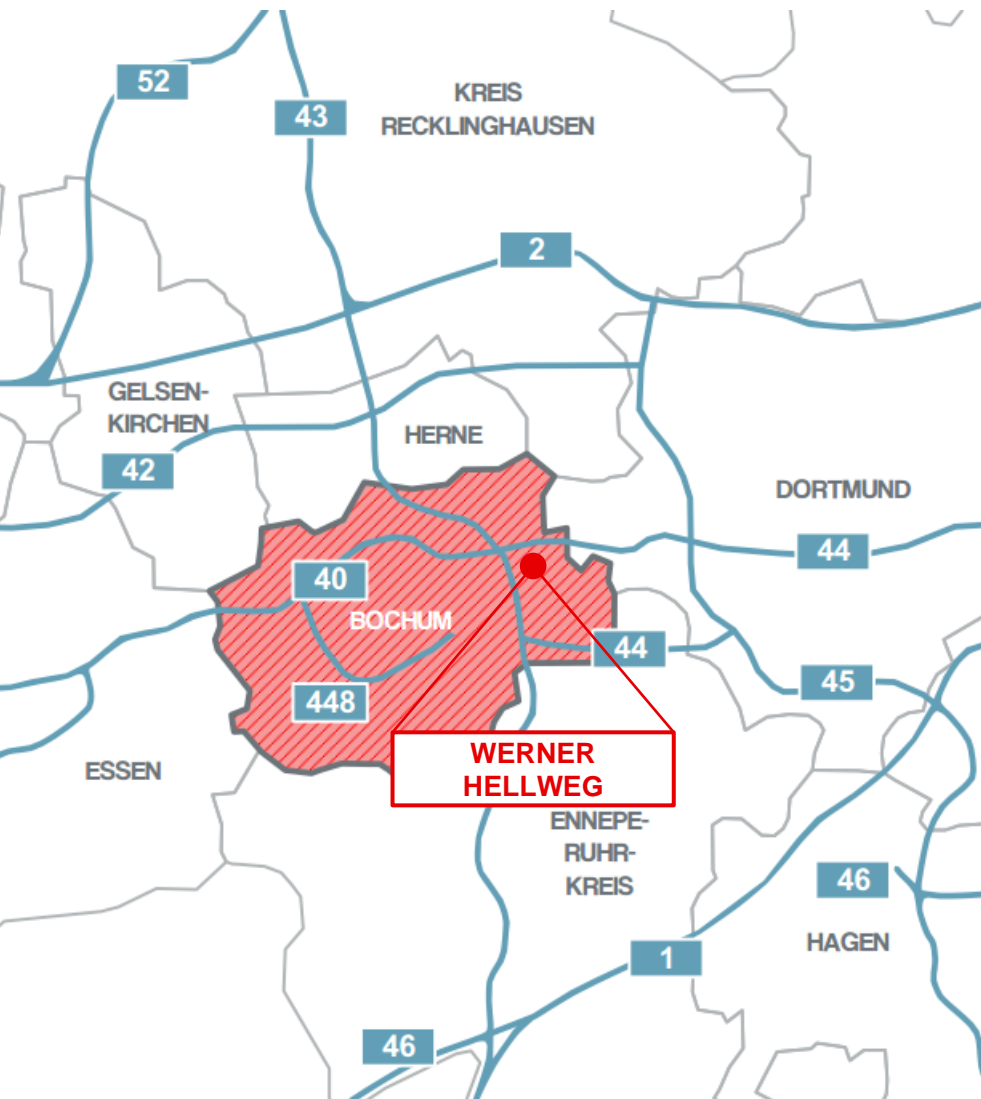 52
43
KREIS
RECKLINGHAUSEN
2
GELSEN-
KIRCHEN
HERNE
42
DORTMUND
44
40
BOCHUM
44
45
448
WERNER
HELLWEG
ESSEN
ENNEPE-
RUHR-
KREIS
46
HAGEN
1
46